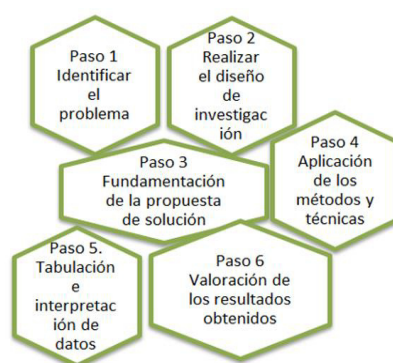 Paso 1
Identificar
el
problema
Paso 2
Realizar
el diseño
de
investigac
ión
Paso 3
Fundamentación
de la propuesta
de solución
Paso 4
Aplicación
de los
métodos y
técnicas
Paso 5.
Tabulación
e
interpretac
ión de
datos
Paso 6
Valoración de
los resultados
obtenidos